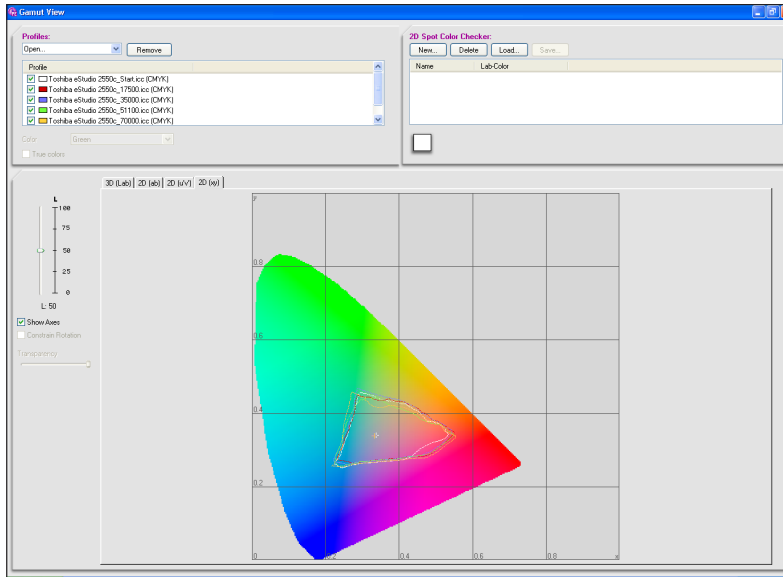 Gamut View
Profiles:
Open...
Remove
Profile
Toshiba eStudio 2550c_Start.icc (CMYK)
Toshiba eStudio 2550c_17500.icc (CMYK)
Toshiba eStudio 2550c_35000.icc (CMYK)
Toshiba eStudio 2550c_51100.icc (CMYK)
Toshiba eStudio 2550c_70000.icc (CMYK)
Color
Green
True colors
2D Spot Color Checker:
New...
Delete
Load...
Save...
Name
Lab-Color
3D (Lab)
2D (ab)
2D (u'v')
2D (xy)
L
100
75
50
25
0
L: 50
Show Axes
Constrain Rotation
Transparency
y
0.8
0.6
0.4
0.2
0
0.2
0.4
0.6
0.8
x